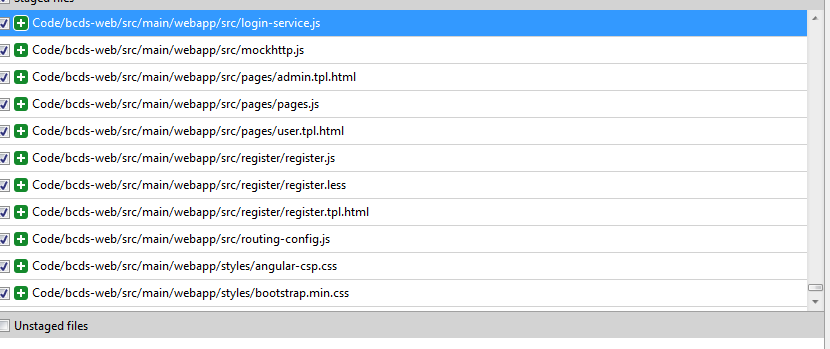 Staged files
Code/bcds-web/src/main/webapp/src/login-service.js
Code/bcds-web/src/main/webapp/src/mockhttp.js
Code/bcds-web/src/main/webapp/src/pages/admin.tpl.html
Code/bcds-web/src/main/webapp/src/pages/pages.js
Code/bcds-web/src/main/webapp/src/pages/user.tpl.html
Code/bcds-web/src/main/webapp/src/register/register.js
Code/bcds-web/src/main/webapp/src/register/register.less
Code/bcds-web/src/main/webapp/src/register/register.tpl.html
Code/bcds-web/src/main/webapp/src/routing-config.js
Code/bcds-web/src/main/webapp/styles/angular-csp.css
Code/bcds-web/src/main/webapp/styles/bootstrap.min.css
Unstaged files